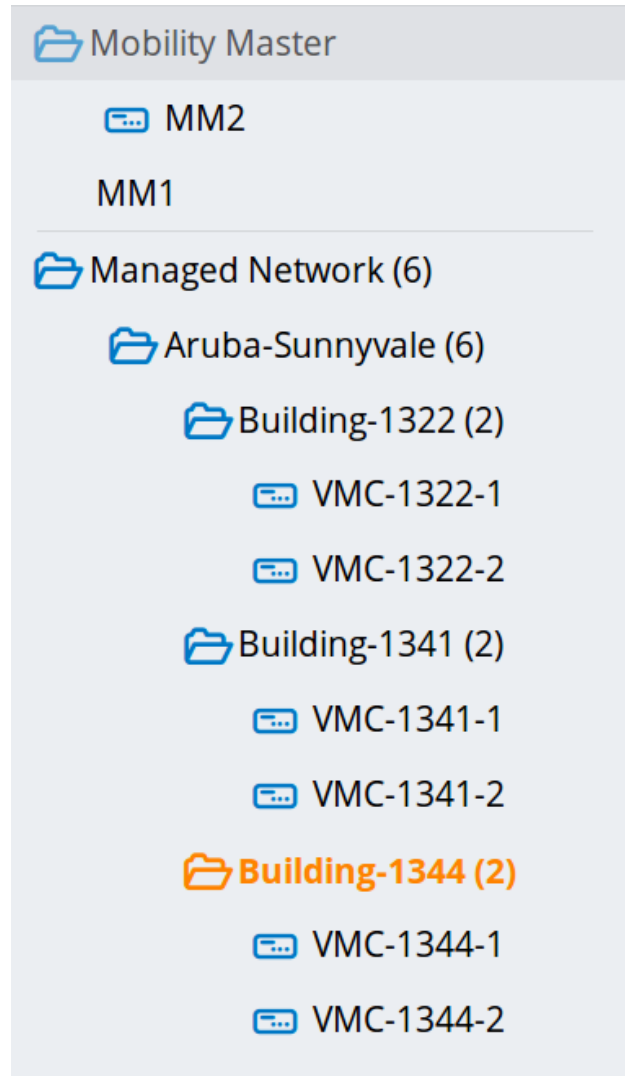 Mobility Master
MM2
MM1
Managed Network (6)
Aruba-Sunnyvale (6)
Building-1322 (2)
VMC-1322-1
VMC-1322-2
Building-1341 (2)
VMC-1341-1
VMC-1341-2
Building-1344 (2)
VMC-1344-1
VMC-1344-2